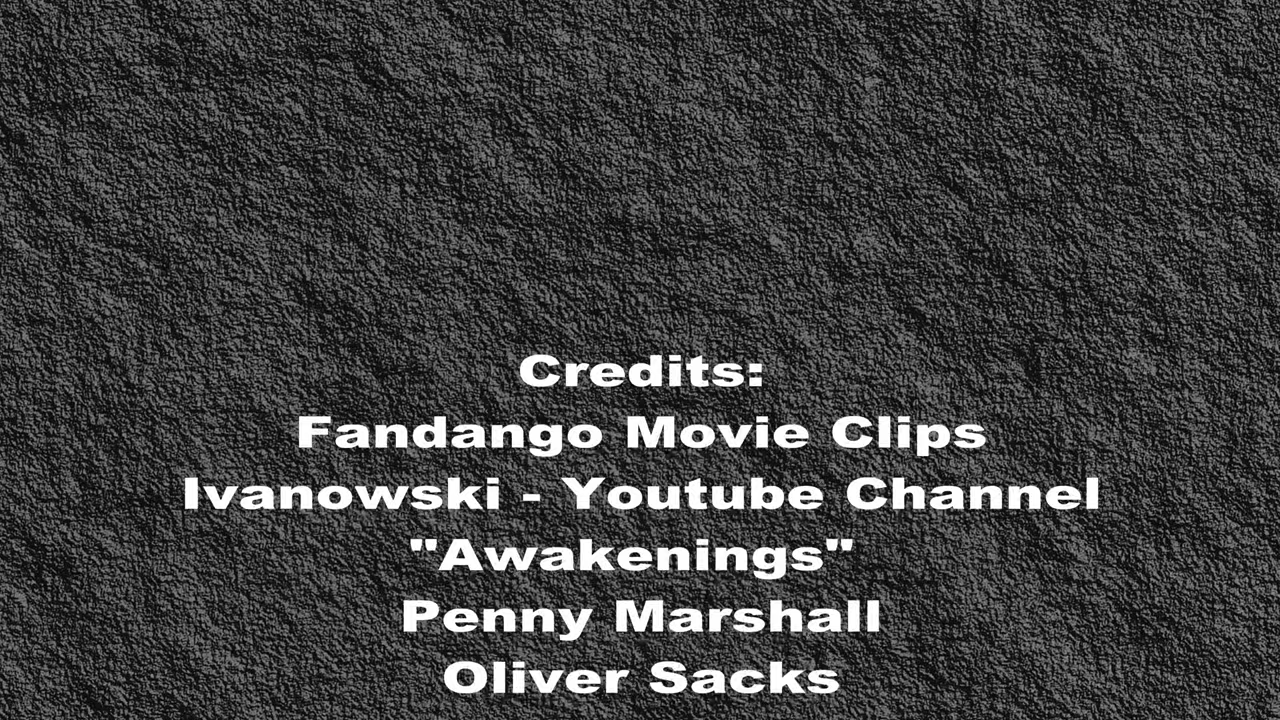 Credits:
Fandango Movie Clips
Ivanowski - Youtube Channel
"Awakenings"
Penny Marshall
Oliver Sacks